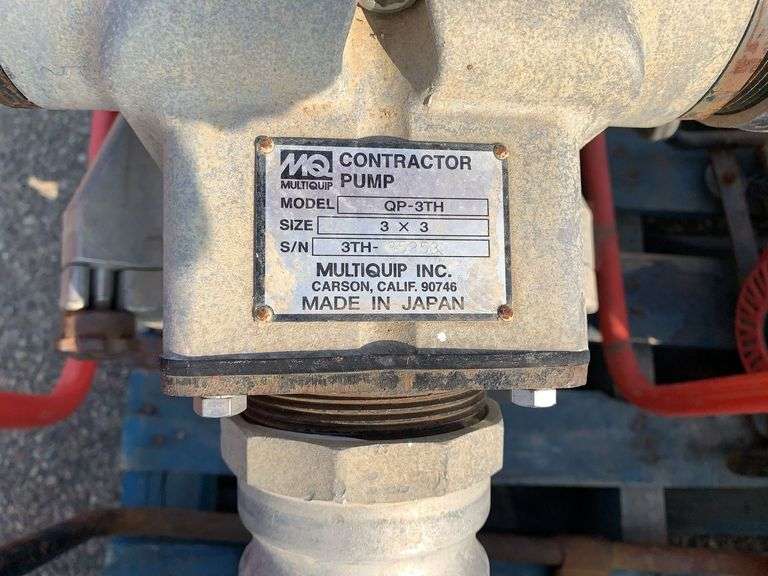 MQ
MULTIQUIP
CONTRACTOR
PUMP
MODEL QP-3TH
SIZE 3 X 3
S/N 3TH-
MULTIQUIP INC.
CARSON, CALIF. 90746
MADE IN JAPAN